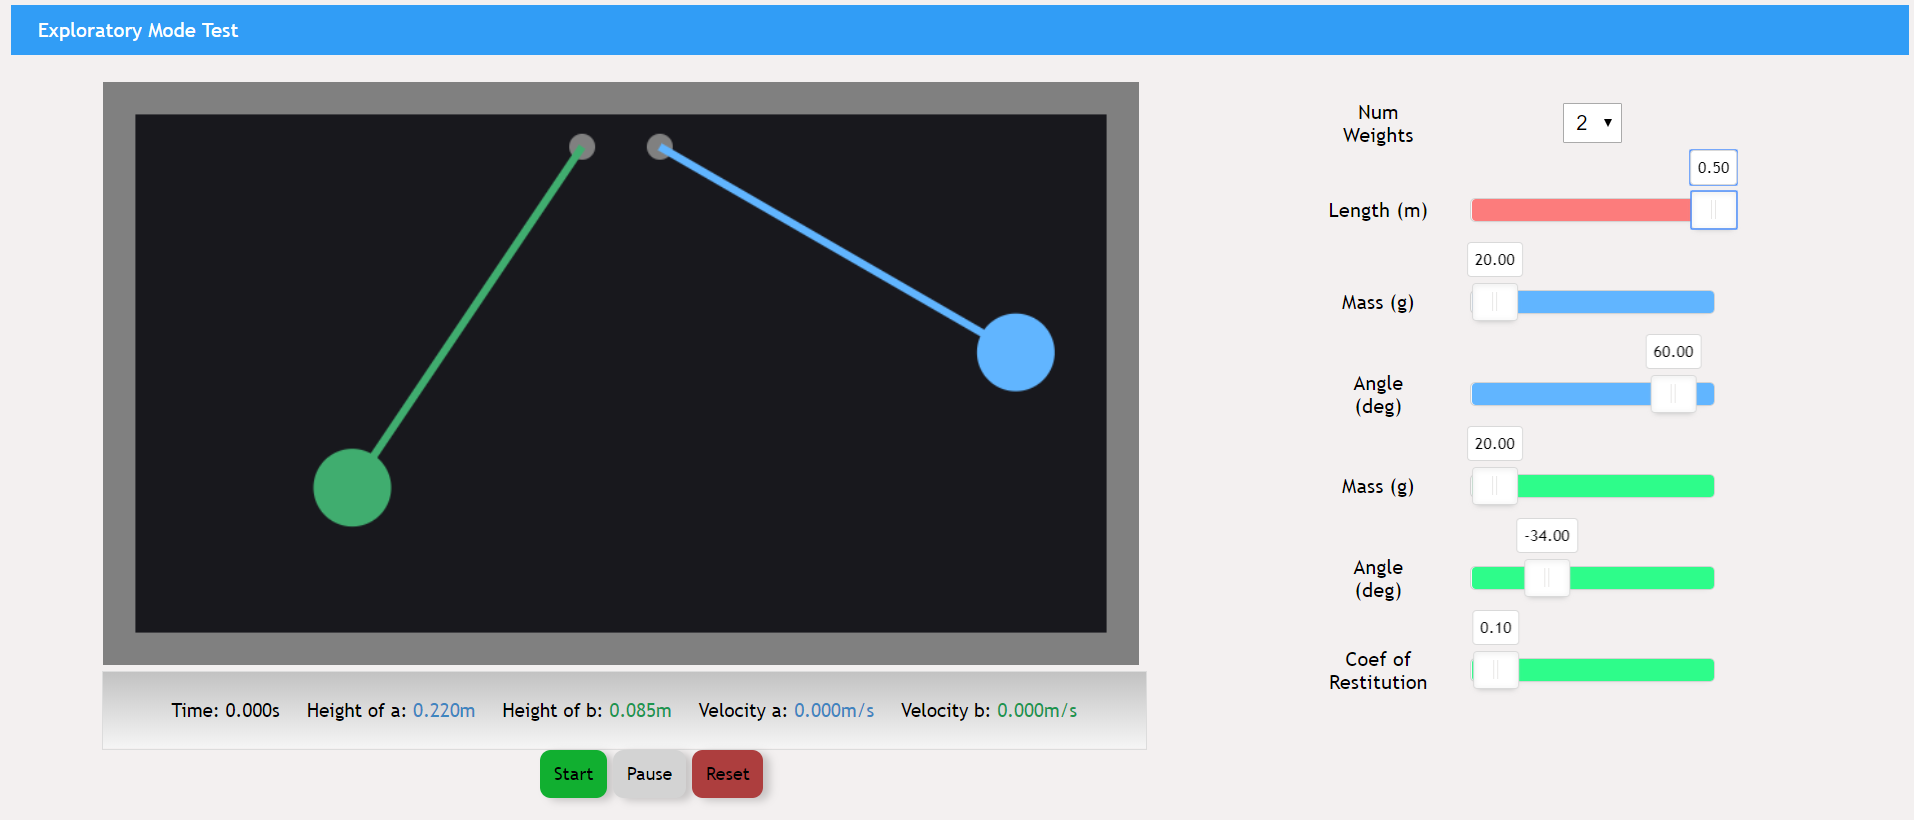 Exploratory Mode Test
Num
Weights
2
0.50
Length (m)
20.00
Mass (g)
60.00
Angle
(deg)
20.00
Mass (g)
-34.00
Angle
(deg)
0.10
Coef of
Restitution
Time: 0.000s Height of a: 0.220m Height of b: 0.085m Velocity a: 0.000m/s Velocity b: 0.000m/s
Start Pause Reset